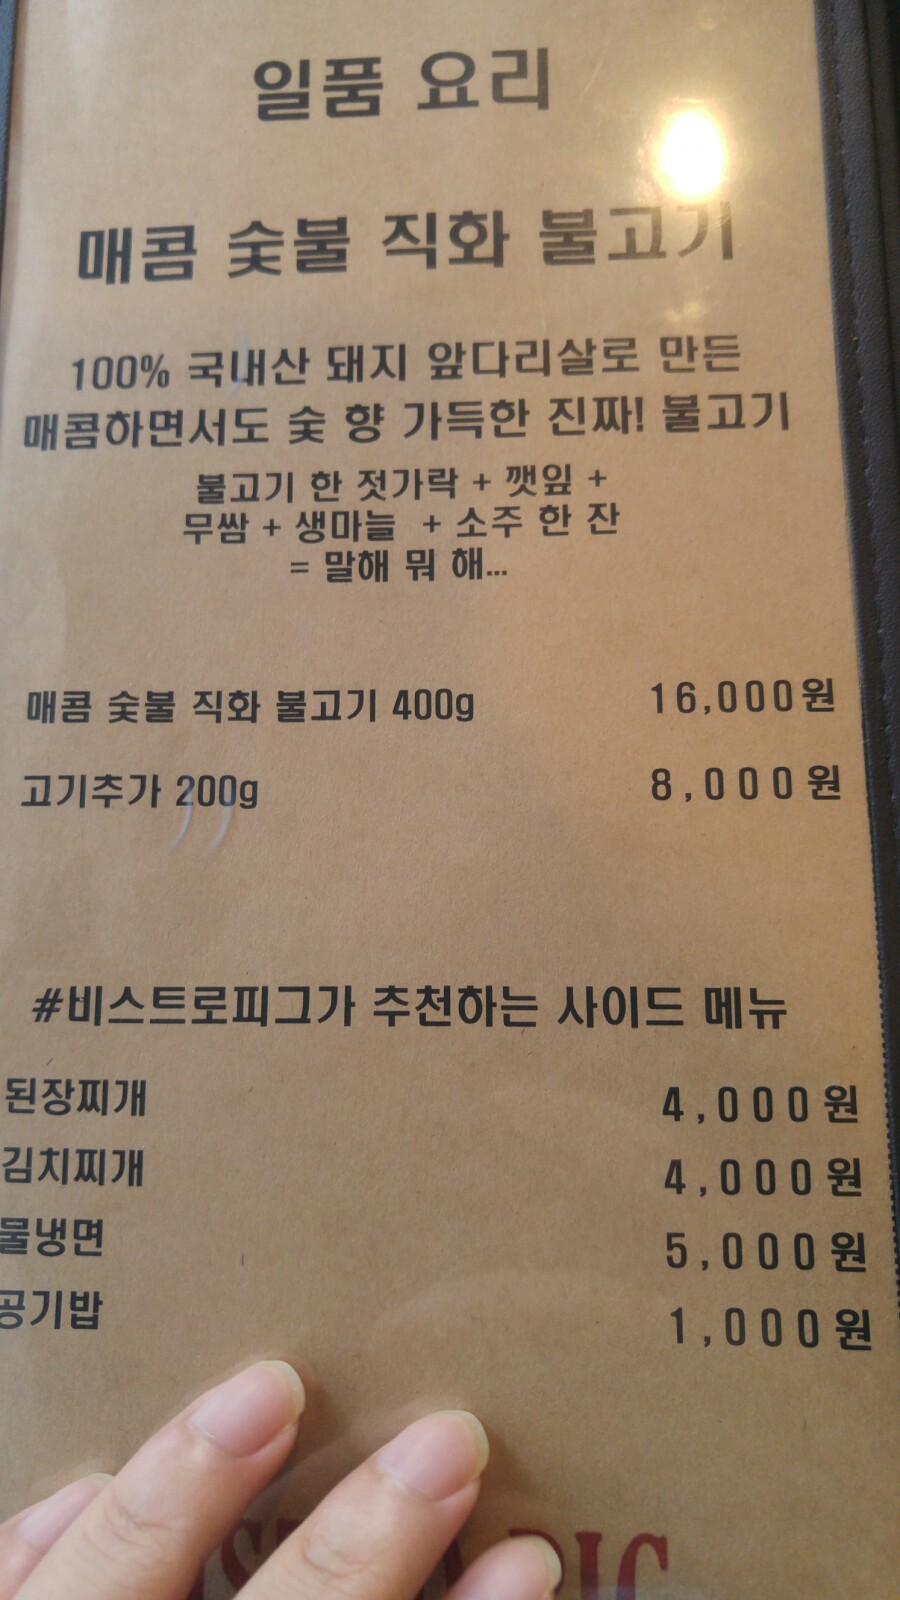 일품 요리
매콤 숯불 직화 불고기
100% 국내산 돼지 앞다리살로 만든
매콤하면서도 숯 향 가득한 진짜! 불고기
불고기 한 젓가락 + 깻잎 +
무쌈 + 생마늘 + 소주 한 잔
= 말해 뭐 해...
매콤 숯불 직화 불고기 400g 16,000원
고기추가 200g 8,000원
#비스트로피그가 추천하는 사이드 메뉴
된장찌개 4,000원
김치찌개 4,000원
물냉면 5,000원
공기밥 1,000원